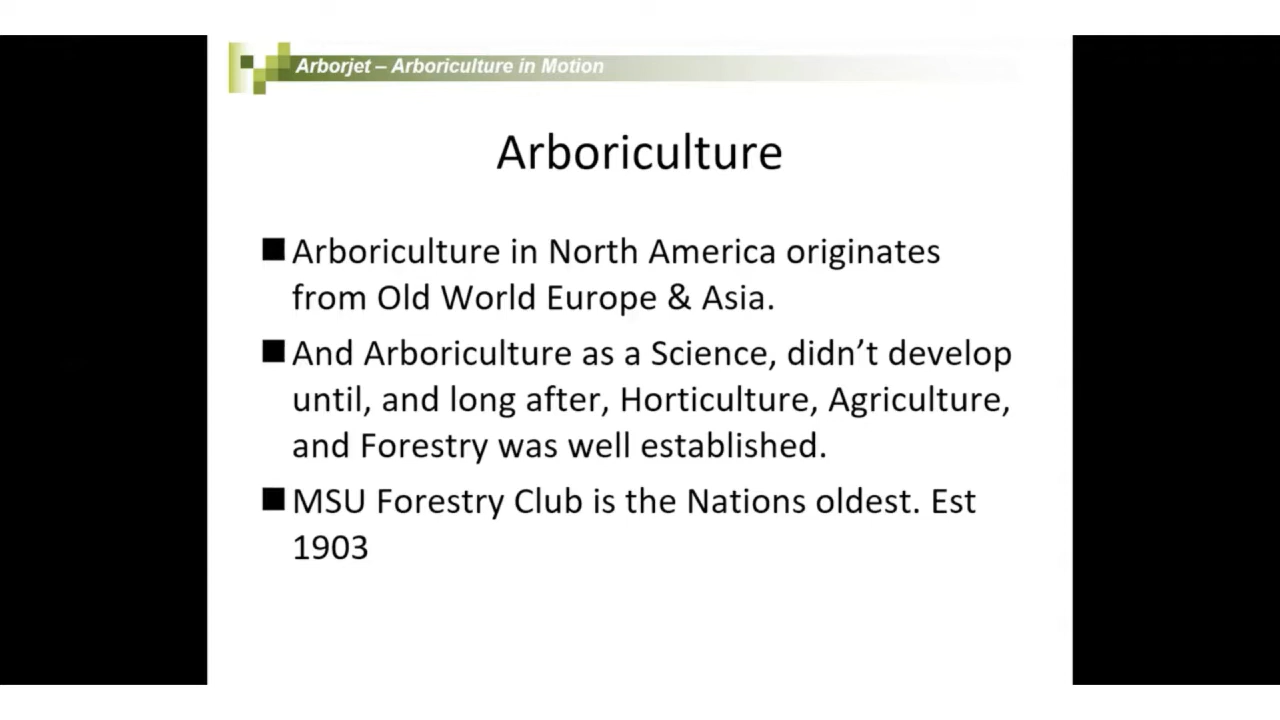 Arborjet – Arboriculture in Motion
Arboriculture
■ Arboriculture in North America originates
from Old World Europe & Asia.
■ And Arboriculture as a Science, didn’t develop
until, and long after, Horticulture, Agriculture,
and Forestry was well established.
■ MSU Forestry Club is the Nations oldest. Est
1903